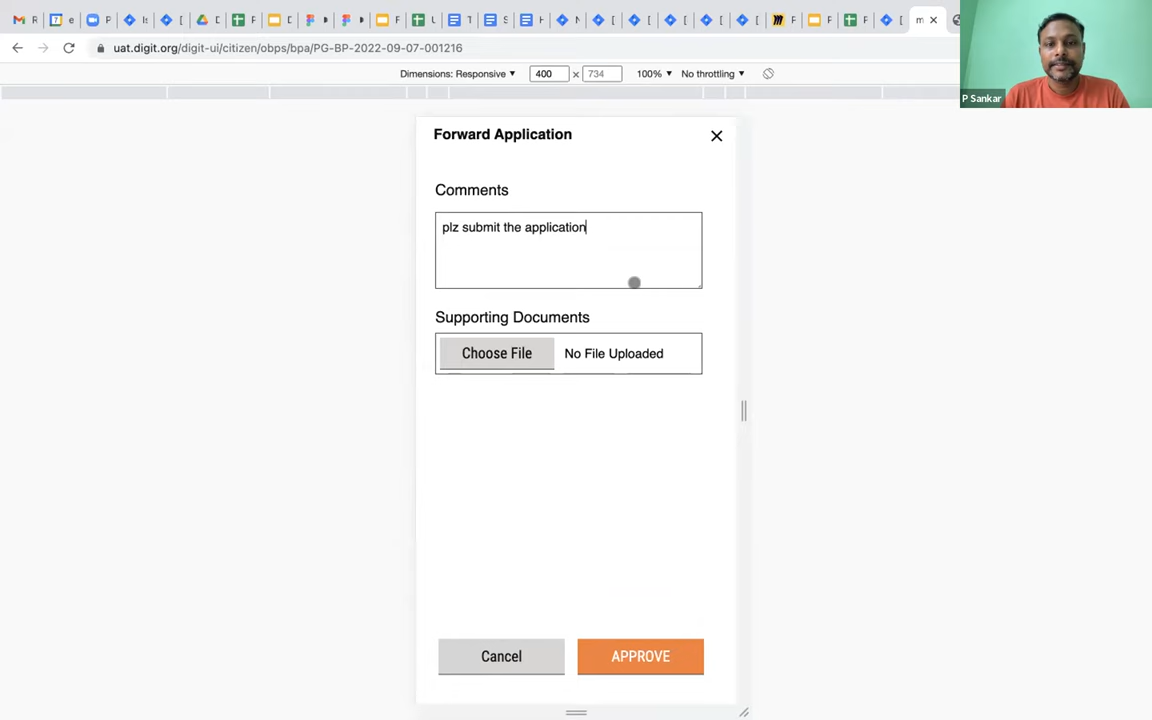 uat.digit.org/digit-ui/citizen/obps/bpa/PG-BP-2022-09-07-001216
Dimensions: Responsive 400 × 734 100% No throttling
P Sankar
Forward Application
Comments
plz submit the application
Supporting Documents
Choose File No File Uploaded
Cancel APPROVE